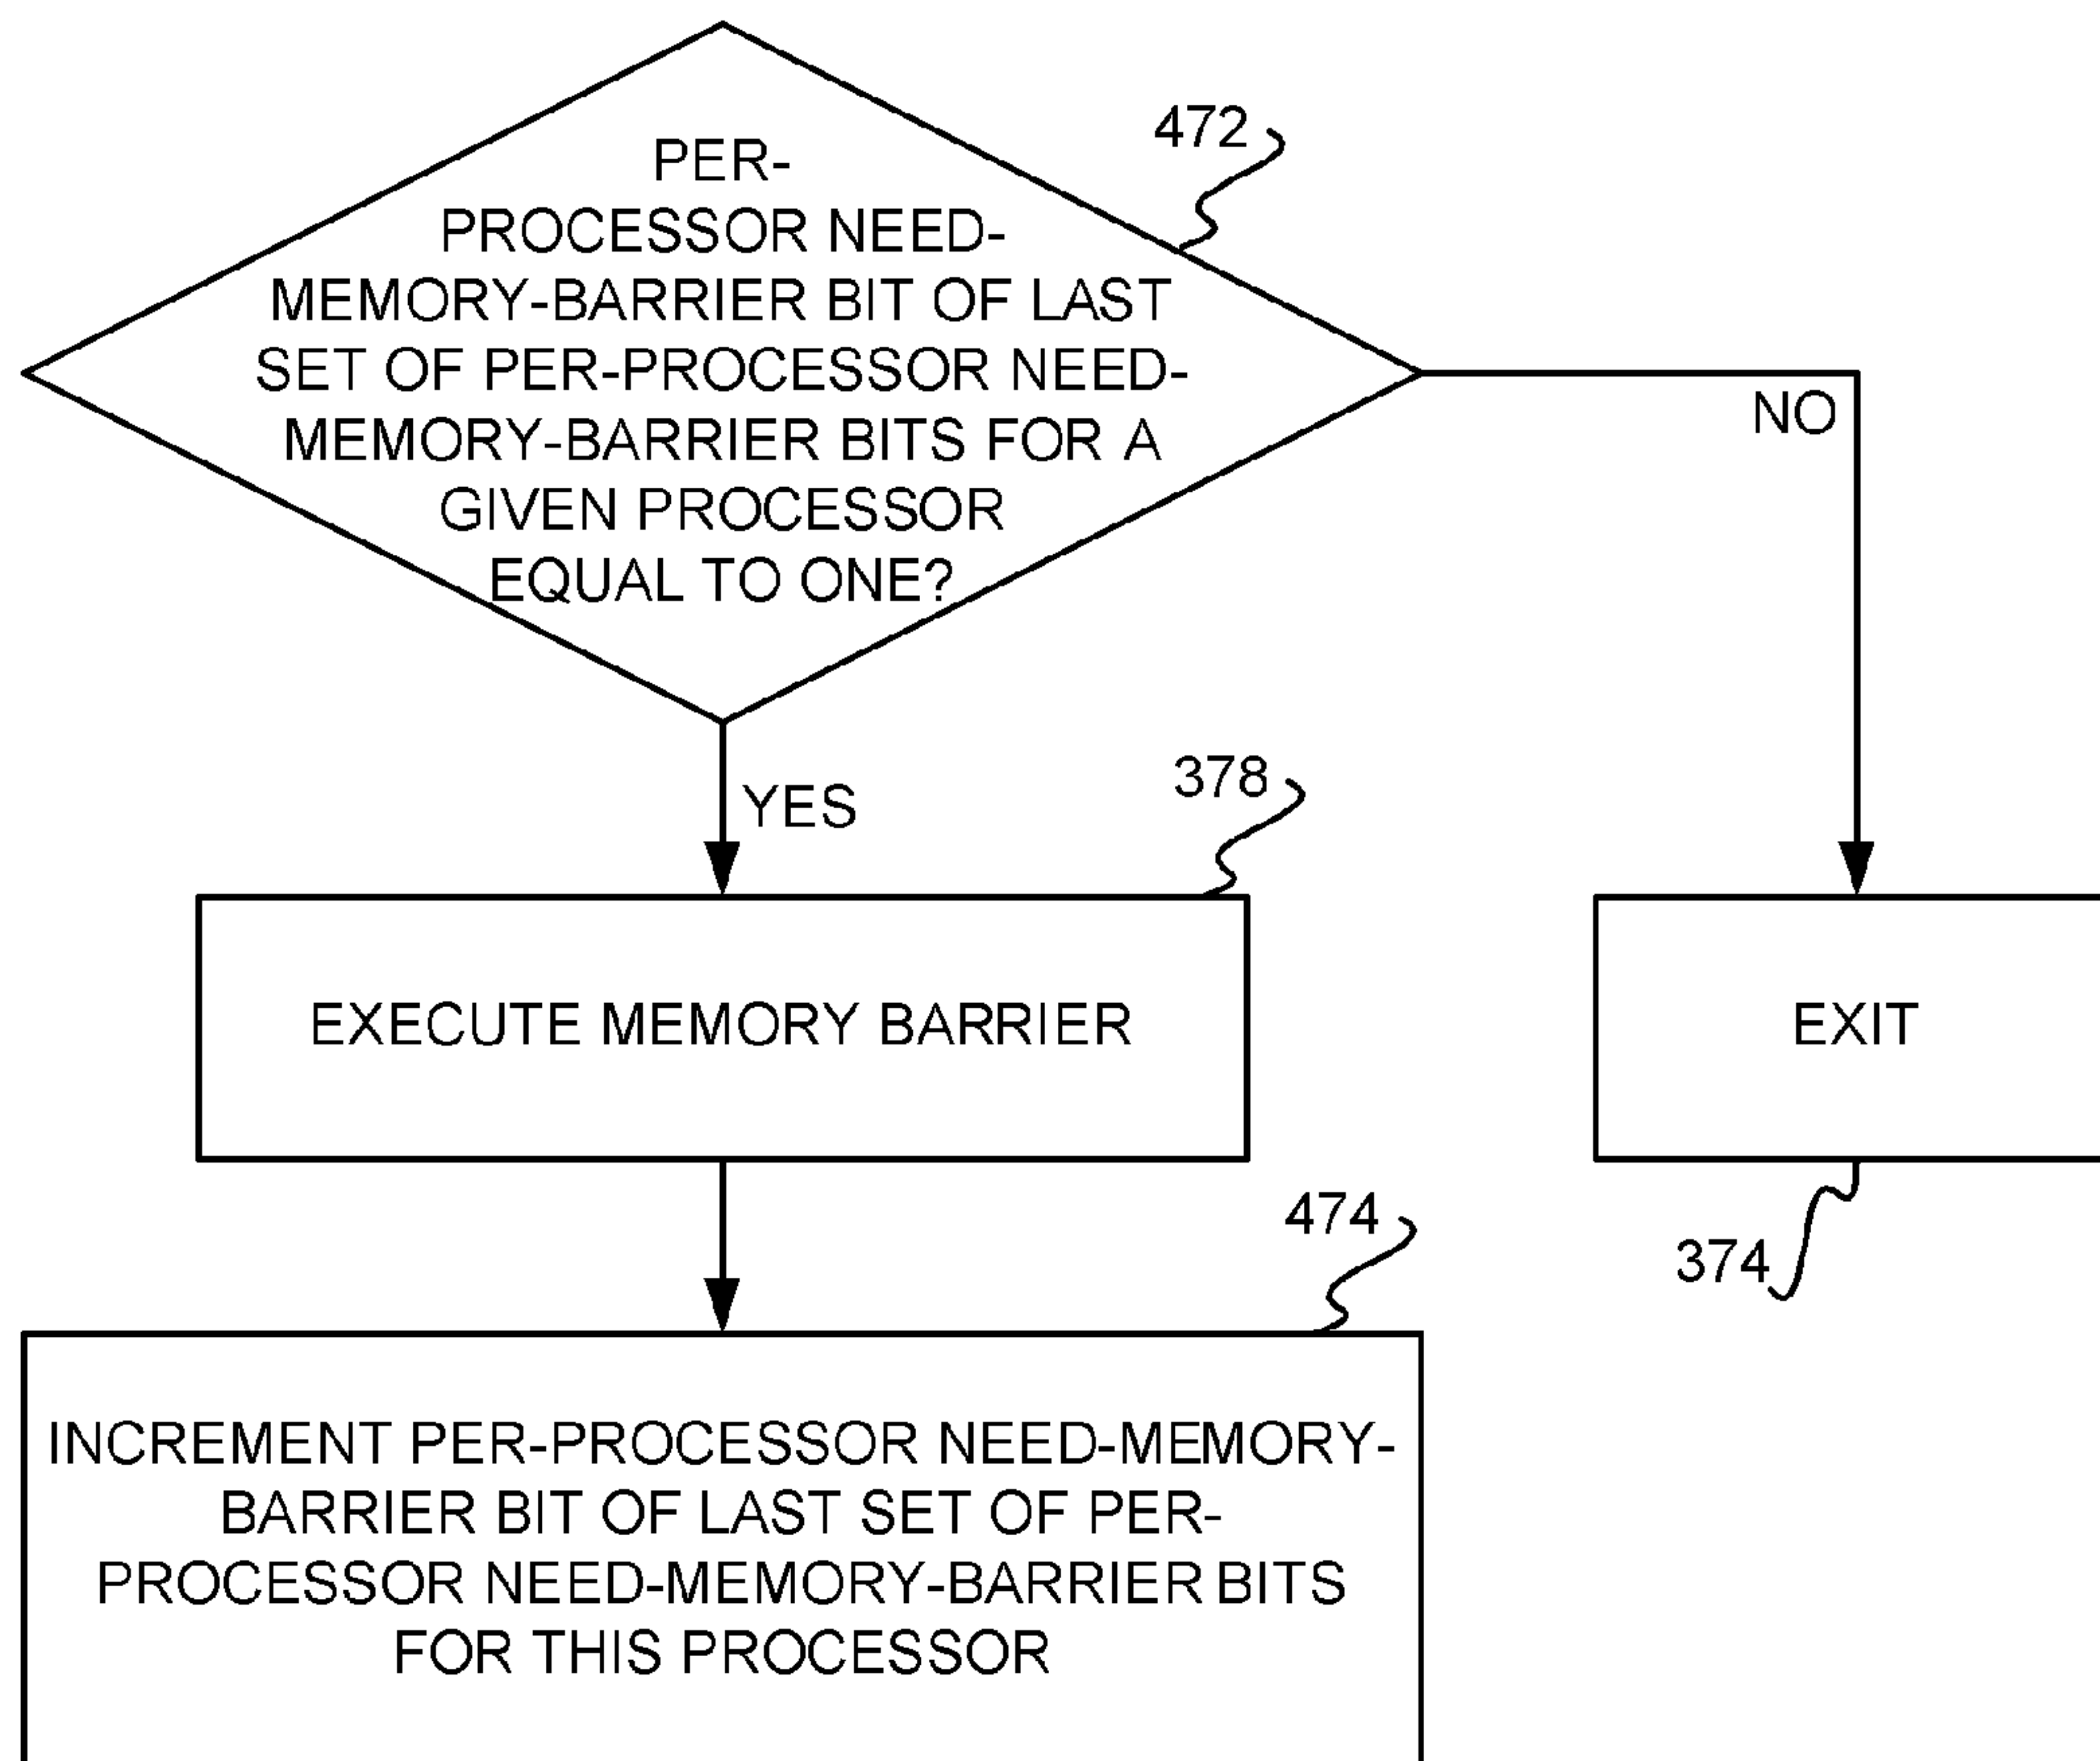 472
PER-
PROCESSOR NEED-
MEMORY-BARRIER BIT OF LAST
SET OF PER-PROCESSOR NEED-
MEMORY-BARRIER BITS FOR A
GIVEN PROCESSOR
EQUAL TO ONE?
NO
YES
378
EXECUTE MEMORY BARRIER
EXIT
374
474
INCREMENT PER-PROCESSOR NEED-MEMORY-
BARRIER BIT OF LAST SET OF PER-
PROCESSOR NEED-MEMORY-BARRIER BITS
FOR THIS PROCESSOR